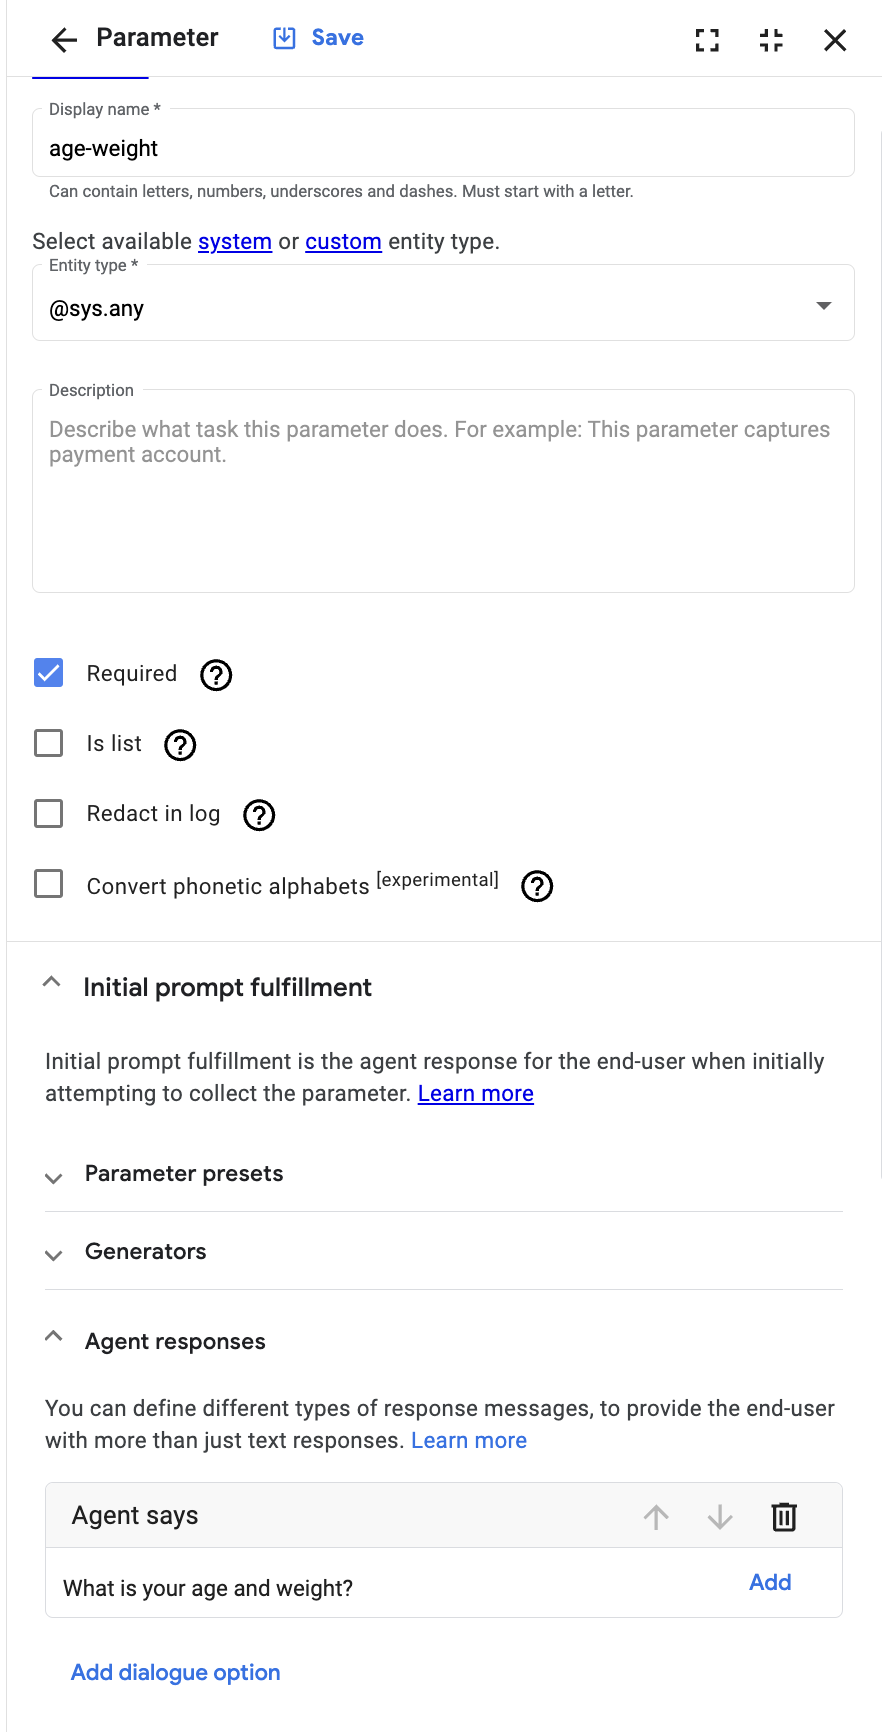 Parameter
Save
Display name *
age-weight
Can contain letters, numbers, underscores and dashes. Must start with a letter.
Select available system or custom entity type.
Entity type *
@sys.any
Description
Describe what task this parameter does. For example: This parameter captures
payment account.
Required
Is list
Redact in log
Convert phonetic alphabets [experimental]
Initial prompt fulfillment
Initial prompt fulfillment is the agent response for the end-user when initially
attempting to collect the parameter. Learn more
Parameter presets
Generators
Agent responses
You can define different types of response messages, to provide the end-user
with more than just text responses. Learn more
Agent says
What is your age and weight?
Add
Add dialogue option